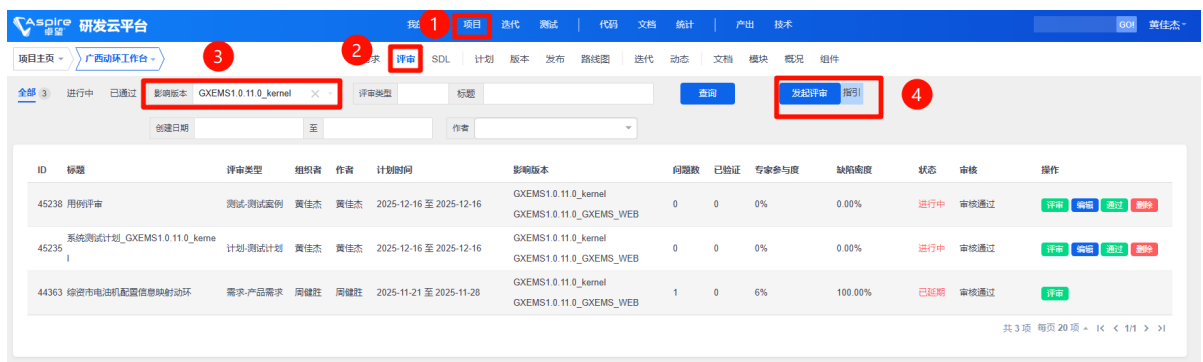 Aspire 卓望 研发云平台 1 项目 迭代 测试 代码 文档 统计 产出 技术 GO! 黄佳杰
项目主页 广西动环工作台 3 2 求 评审 SDL 计划 版本 发布 路线图 迭代 动态 文档 模块 概况 组件
全部 3 进行中 已通过 影响版本 GXEMS1.0.11.0_kernel 评审类型 标题 查询 发起评审 指引 4
创建日期 至 作者
ID 标题 评审类型 组织者 作者 计划时间 影响版本 问题数 已验证 专家参与度 缺陷密度 状态 审核 操作
45238 用例评审 测试-测试案例 黄佳杰 黄佳杰 2025-12-16 至 2025-12-16 GXEMS1.0.11.0_kernel 0 0 0% 0.00% 进行中 审核通过 评审 编辑 通过 删除
GXEMS1.0.11.0_GXEMS_WEB
45235 系统测试计划_GXEMS1.0.11.0_kerne 计划-测试计划 黄佳杰 黄佳杰 2025-12-16 至 2025-12-16 GXEMS1.0.11.0_kernel 0 0 0% 0.00% 进行中 审核通过 评审 编辑 通过 删除
l GXEMS1.0.11.0_GXEMS_WEB
44363 综资市电油机配置信息映射动环 需求-产品需求 周健胜 周健胜 2025-11-21 至 2025-11-28 GXEMS1.0.11.0_kernel 1 0 6% 100.00% 已延期 审核通过 评审
GXEMS1.0.11.0_GXEMS_WEB
共 3 项 每页 20 项 1/1